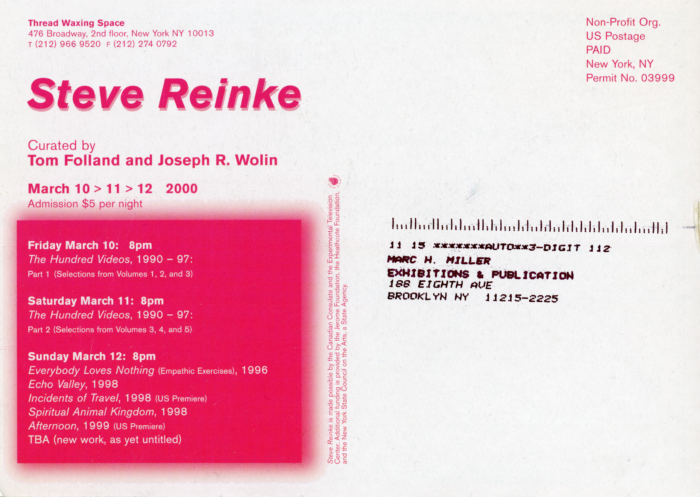 Thread Waxing Space
476 Broadway, 2nd floor, New York NY 10013
T (212) 966 9520 F (212) 274 0792
Steve Reinke
Curated by
Tom Folland and Joseph R. Wolin
March 10 > 11 > 12 2000
Admission $5 per night
Friday March 10: 8pm
The Hundred Videos, 1990 – 97:
Part 1 (Selections from Volumes 1, 2, and 3)
Saturday March 11: 8pm
The Hundred Videos, 1990 – 97:
Part 2 (Selections from Volumes 3, 4, and 5)
Sunday March 12: 8pm
Everybody Loves Nothing (Empathic Exercises), 1996
Echo Valley, 1998
Incidents of Travel, 1998 (US Premiere)
Spiritual Animal Kingdom, 1998
Afternoon, 1999 (US Premiere)
TBA (new work, as yet untitled)
Steve Reinke is made possible by the Canadian Consulate and the Experimental Television
Center. Additional funding is provided by the Jerome Foundation, the Heathcote Foundation,
and the New York State Council on the Arts, a State Agency.
Non-Profit Org.
US Postage
PAID
New York, NY
Permit No. 03999
11 15 *******AUTO**3-DIGIT 112
MARC H. MILLER
EXHIBITIONS & PUBLICATION
188 EIGHTH AVE
BROOKLYN NY 11215-2225